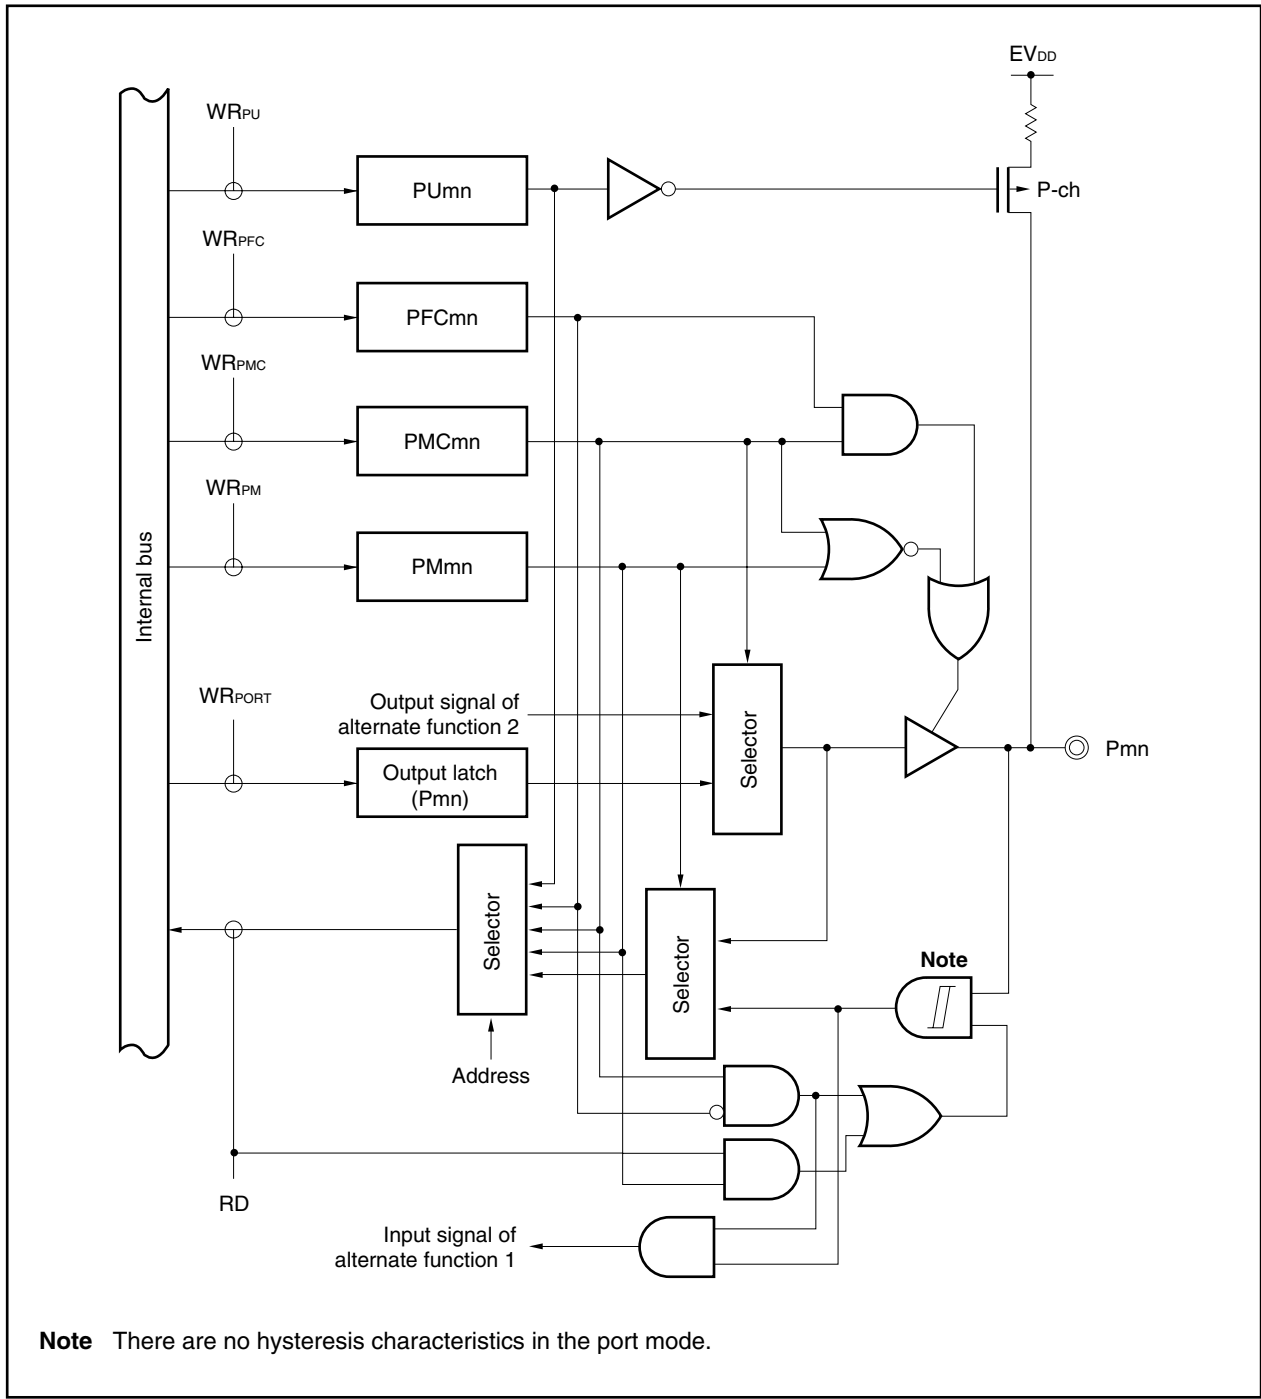 EVDD
WRPU
PUmn
P-ch
WRPFC
PFCmn
WRPMC
PMCmn
WRPM
PMmn
Internal bus
WRPORT
Output signal of
alternate function 2
Selector
Pmn
Output latch
(Pmn)
Selector
Selector
Note
Address
RD
Input signal of
alternate function 1
Note There are no hysteresis characteristics in the port mode.